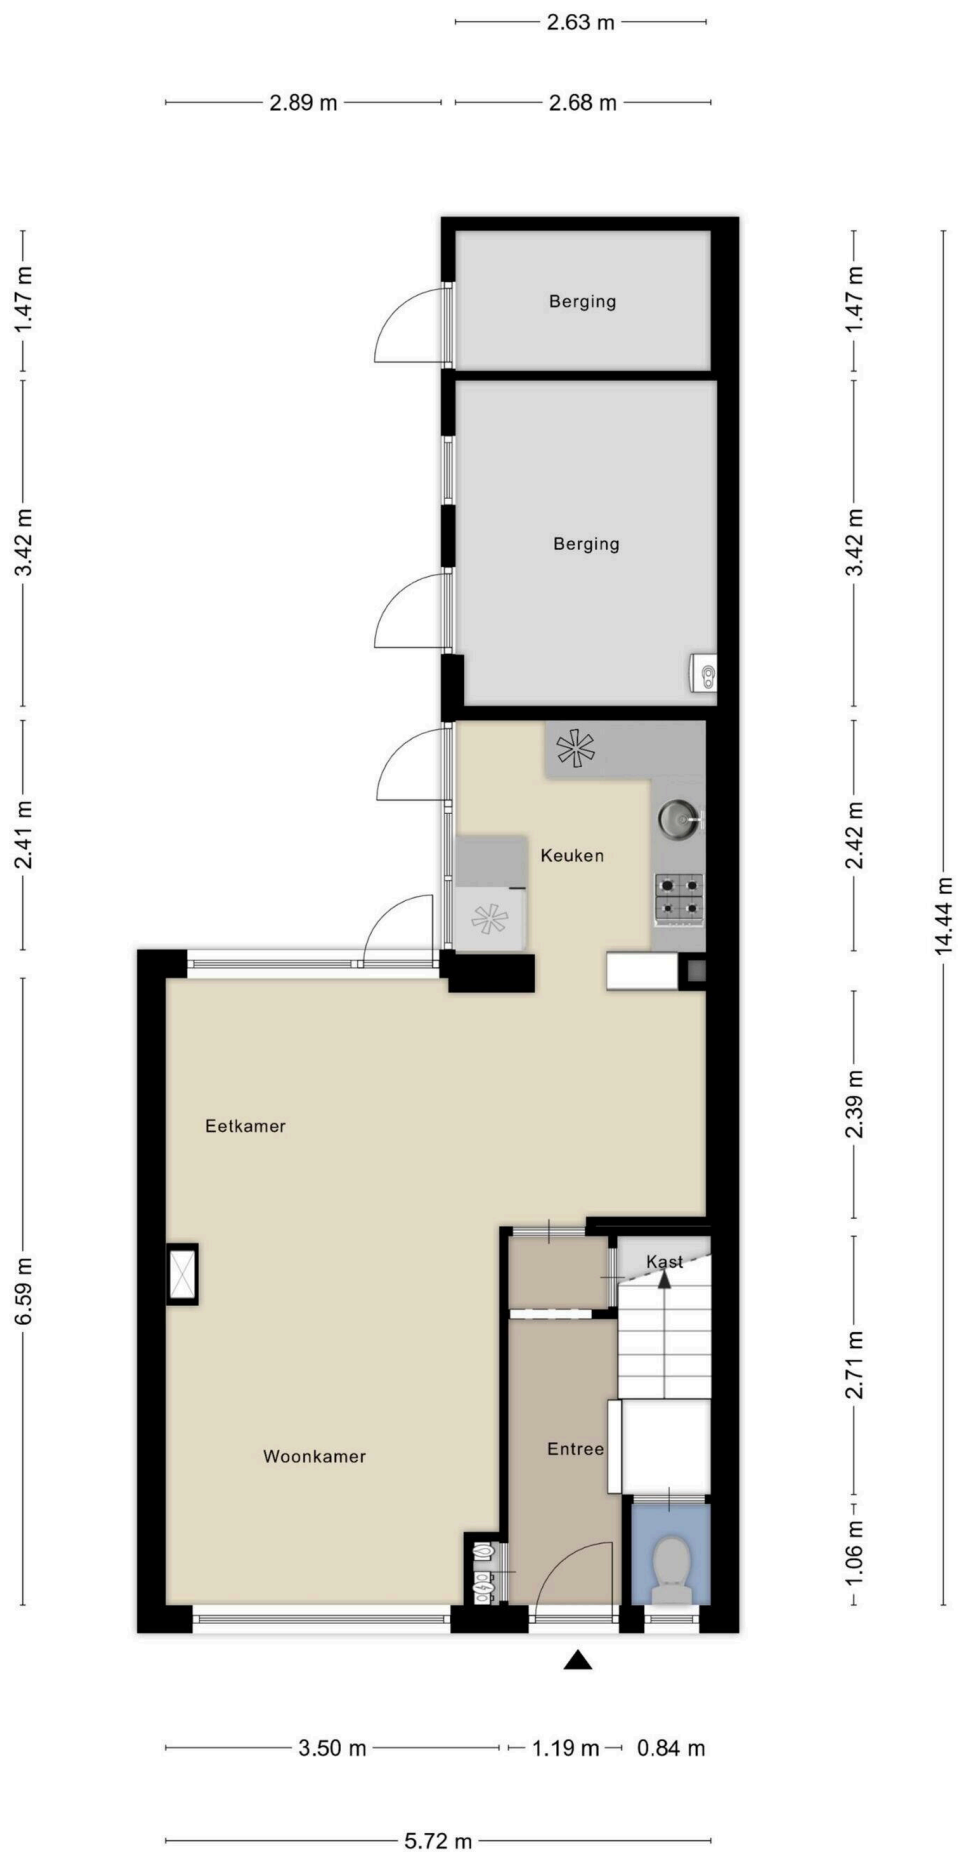 2.63 m
2.89 m
2.68 m
1.47 m
Berging
1.47 m
3.42 m
Berging
3.42 m
2.41 m
Keuken
2.42 m
14.44 m
Eetkamer
2.39 m
6.59 m
Kast
2.71 m
Woonkamer
Entree
1.06 m
3.50 m
1.19 m
0.84 m
5.72 m